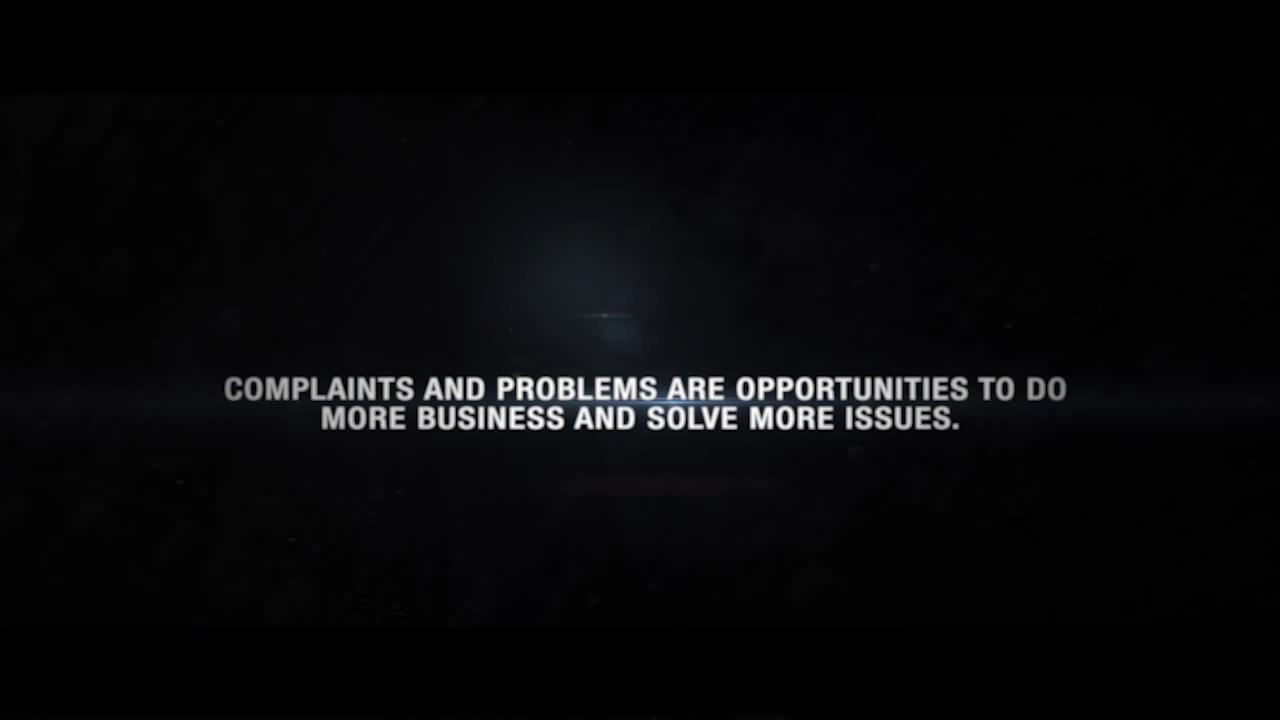 COMPLAINTS AND PROBLEMS ARE OPPORTUNITIES TO DO
MORE BUSINESS AND SOLVE MORE ISSUES.